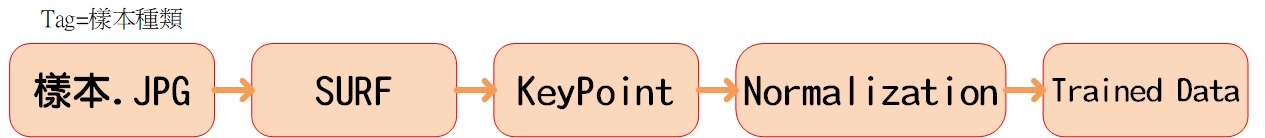 Tag=樣本種類
樣本.JPG
SURF
KeyPoint
Normalization
Trained Data